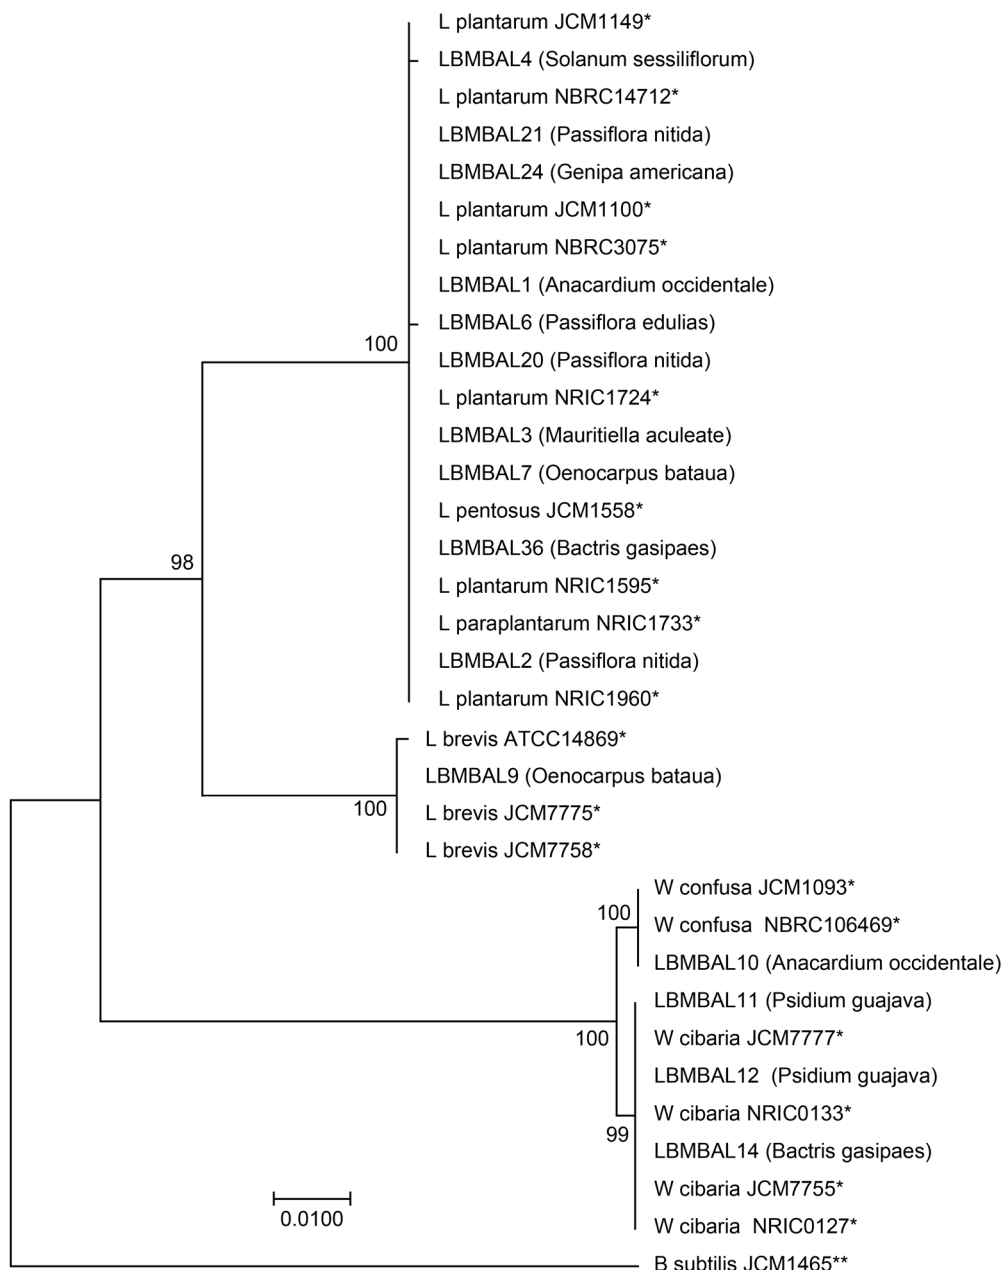 L plantarum JCM1149*
LBMBAL4 (Solanum sessiliflorum)
L plantarum NBRC14712*
LBMBAL21 (Passiflora nitida)
LBMBAL24 (Genipa americana)
L plantarum JCM1100*
L plantarum NBRC3075*
LBMBAL1 (Anacardium occidentale)
LBMBAL6 (Passiflora edulias)
100
LBMBAL20 (Passiflora nitida)
L plantarum NRIC1724*
LBMBAL3 (Mauritiella aculeate)
LBMBAL7 (Oenocarpus bataua)
L pentosus JCM1558*
LBMBAL36 (Bactris gasipaes)
98
L plantarum NRIC1595*
L paraplantarum NRIC1733*
LBMBAL2 (Passiflora nitida)
L plantarum NRIC1960*
L brevis ATCC14869*
LBMBAL9 (Oenocarpus bataua)
100
L brevis JCM7775*
L brevis JCM7758*
W confusa JCM1093*
100
W confusa  NBRC106469*
LBMBAL10 (Anacardium occidentale)
LBMBAL11 (Psidium guajava)
100
W cibaria JCM7777*
LBMBAL12  (Psidium guajava)
W cibaria NRIC0133*
99
LBMBAL14 (Bactris gasipaes)
W cibaria JCM7755*
0.0100
W cibaria  NRIC0127*
B subtilis JCM1465**